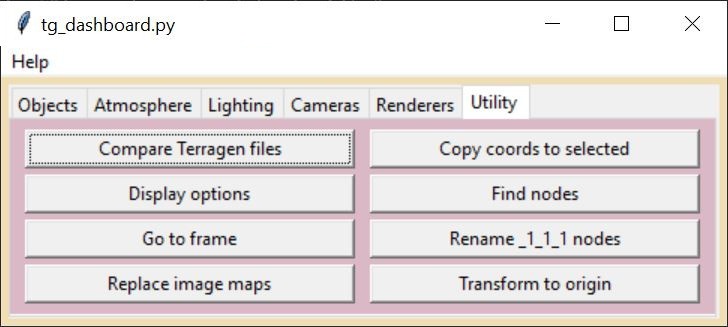 tg_dashboard.py
Help
Objects Atmosphere Lighting Cameras Renderers Utility
Compare Terragen files Copy coords to selected
Display options Find nodes
Go to frame Rename _1_1_1 nodes
Replace image maps Transform to origin